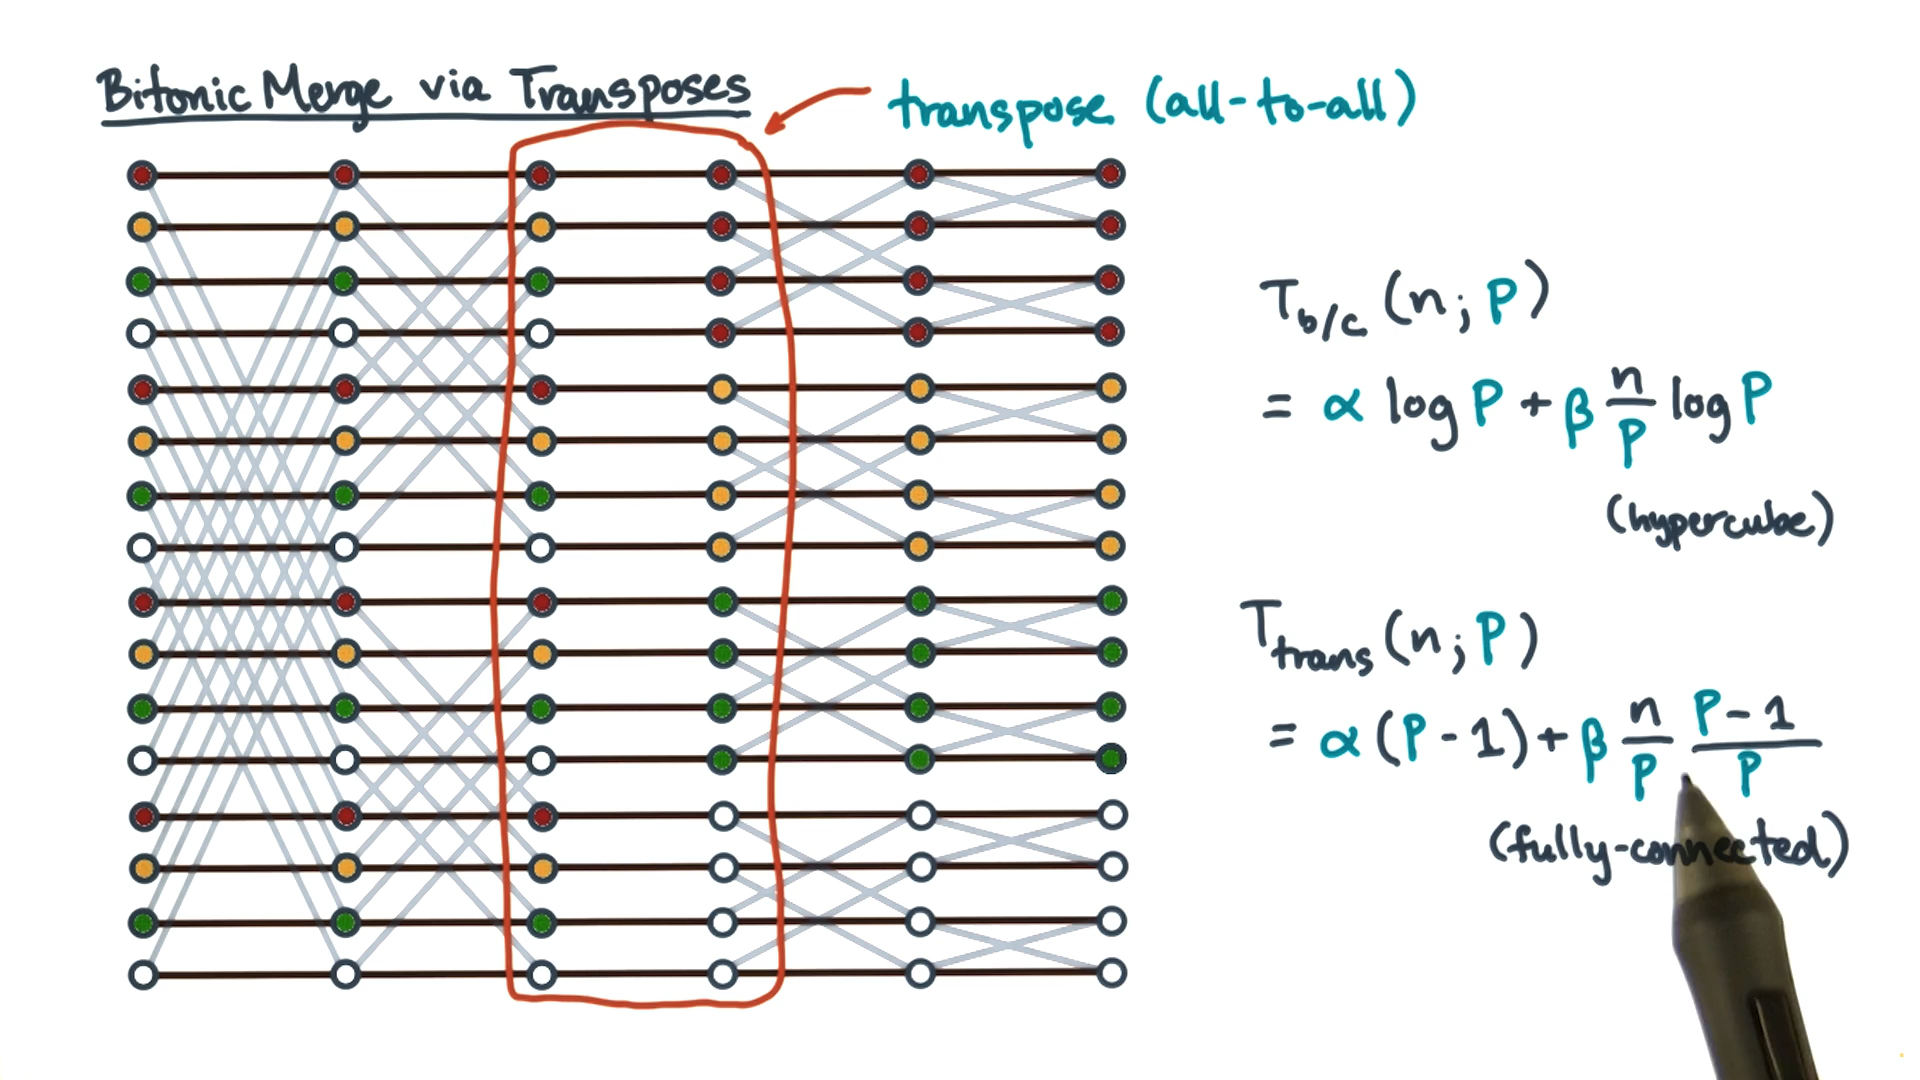 Bitonic Merge via Transposes
transpose (all-to-all)
T_b/c (n; P)
= α log P + β n/P log P
(hypercube)
T_trans (n; P)
= α (P - 1) + β n/P (P - 1)/P
(fully-connected)